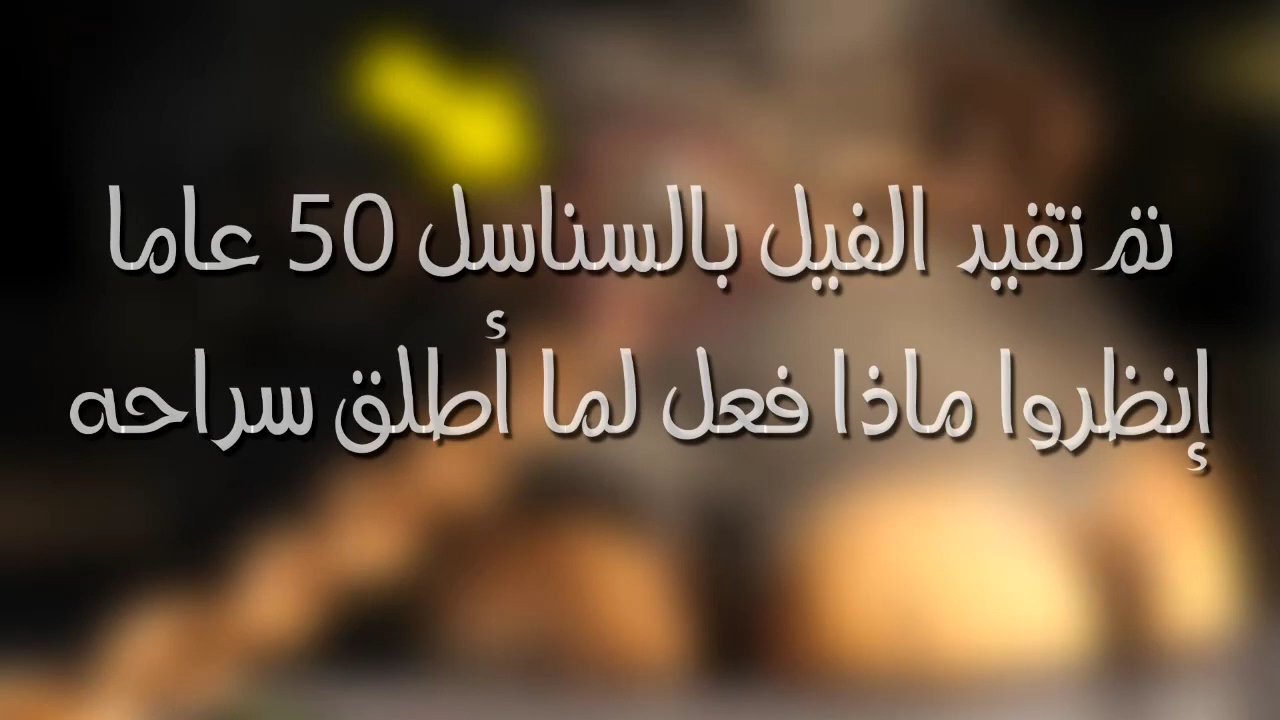 تم تقيد الفيل بالسناسل 50 عاما
إنظروا ماذا فعل لما أطلق سراحه